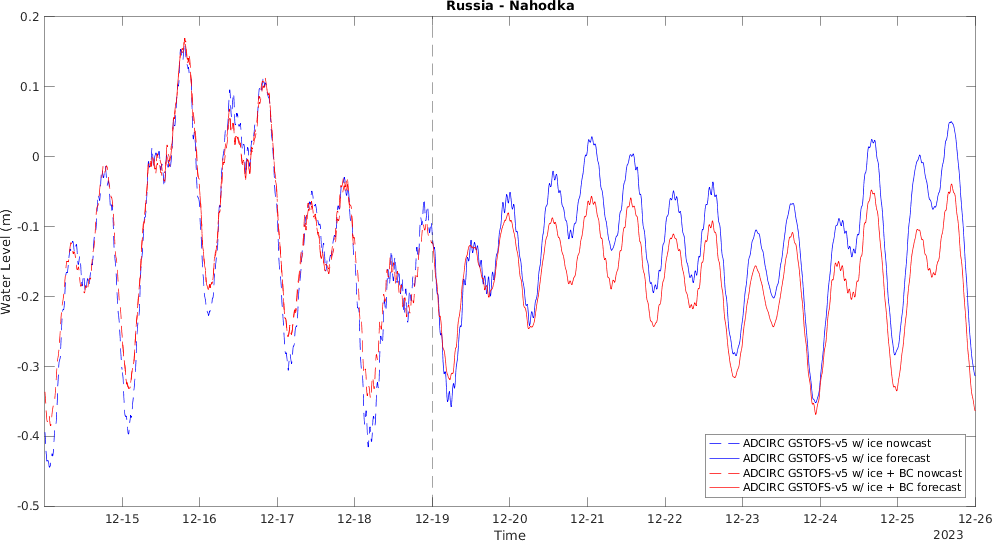 Russia - Nahodka
0.2
0.1
0
-0.1
-0.2
-0.3
-0.4
-0.5
Water Level (m)
ADCIRC GSTOFS-v5 w/ ice nowcast
ADCIRC GSTOFS-v5 w/ ice forecast
ADCIRC GSTOFS-v5 w/ ice + BC nowcast
ADCIRC GSTOFS-v5 w/ ice + BC forecast
12-15 12-16 12-17 12-18 12-19 12-20 12-21 12-22 12-23 12-24 12-25 12-26
Time
2023